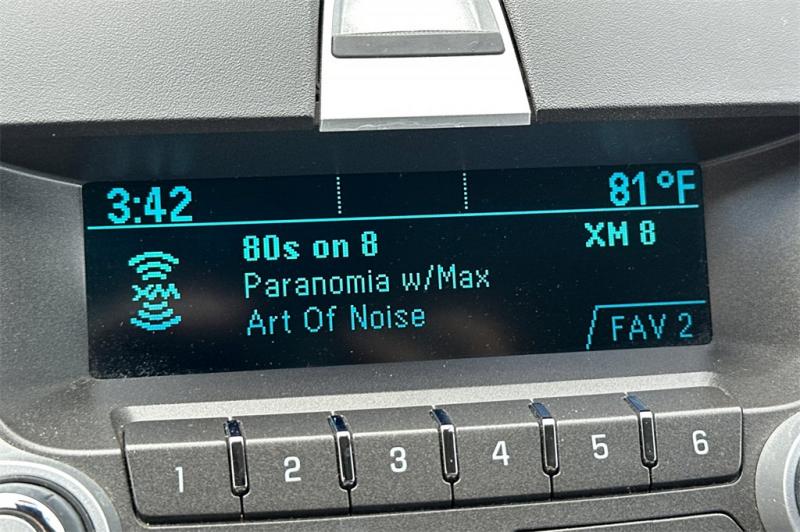 3:42 81°F
80s on 8 XM 8
XM
Paranomia w/Max
Art Of Noise
FAV 2
1 2 3 4 5 6